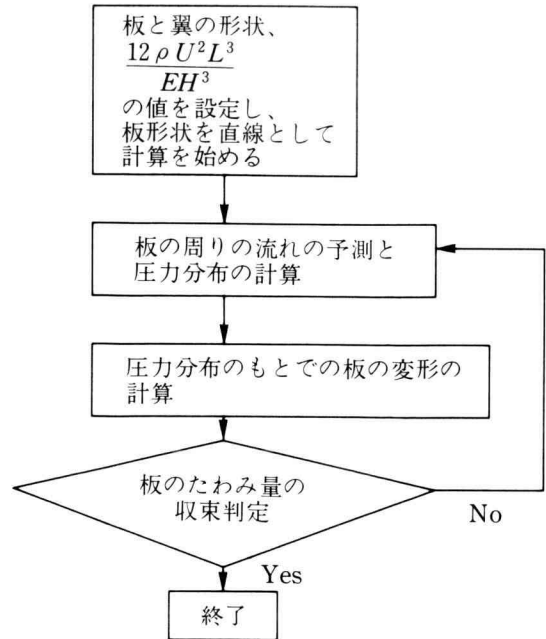 板と翼の形状、
12ρU²L³
EH³
の値を設定し、
板形状を直線として
計算を始める
板の周りの流れの予測と
圧力分布の計算
圧力分布のもとでの板の変形の
計算
板のたわみ量の
収束判定
No
Yes
終了